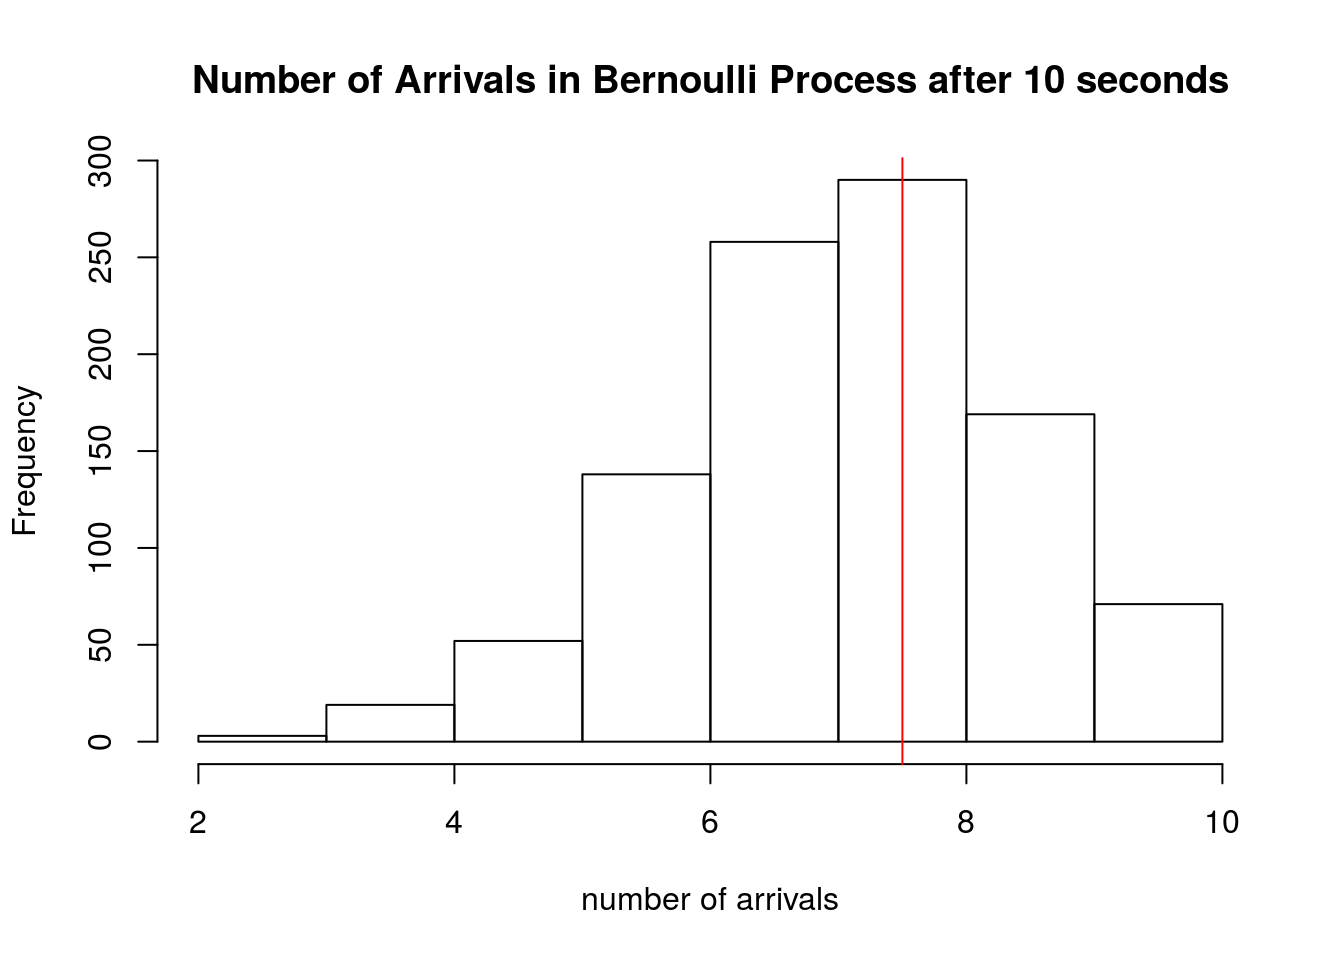 Number of Arrivals in Bernoulli Process after 10 seconds
300
250
200
150
100
50
0
Frequency
2 4 6 8 10
number of arrivals